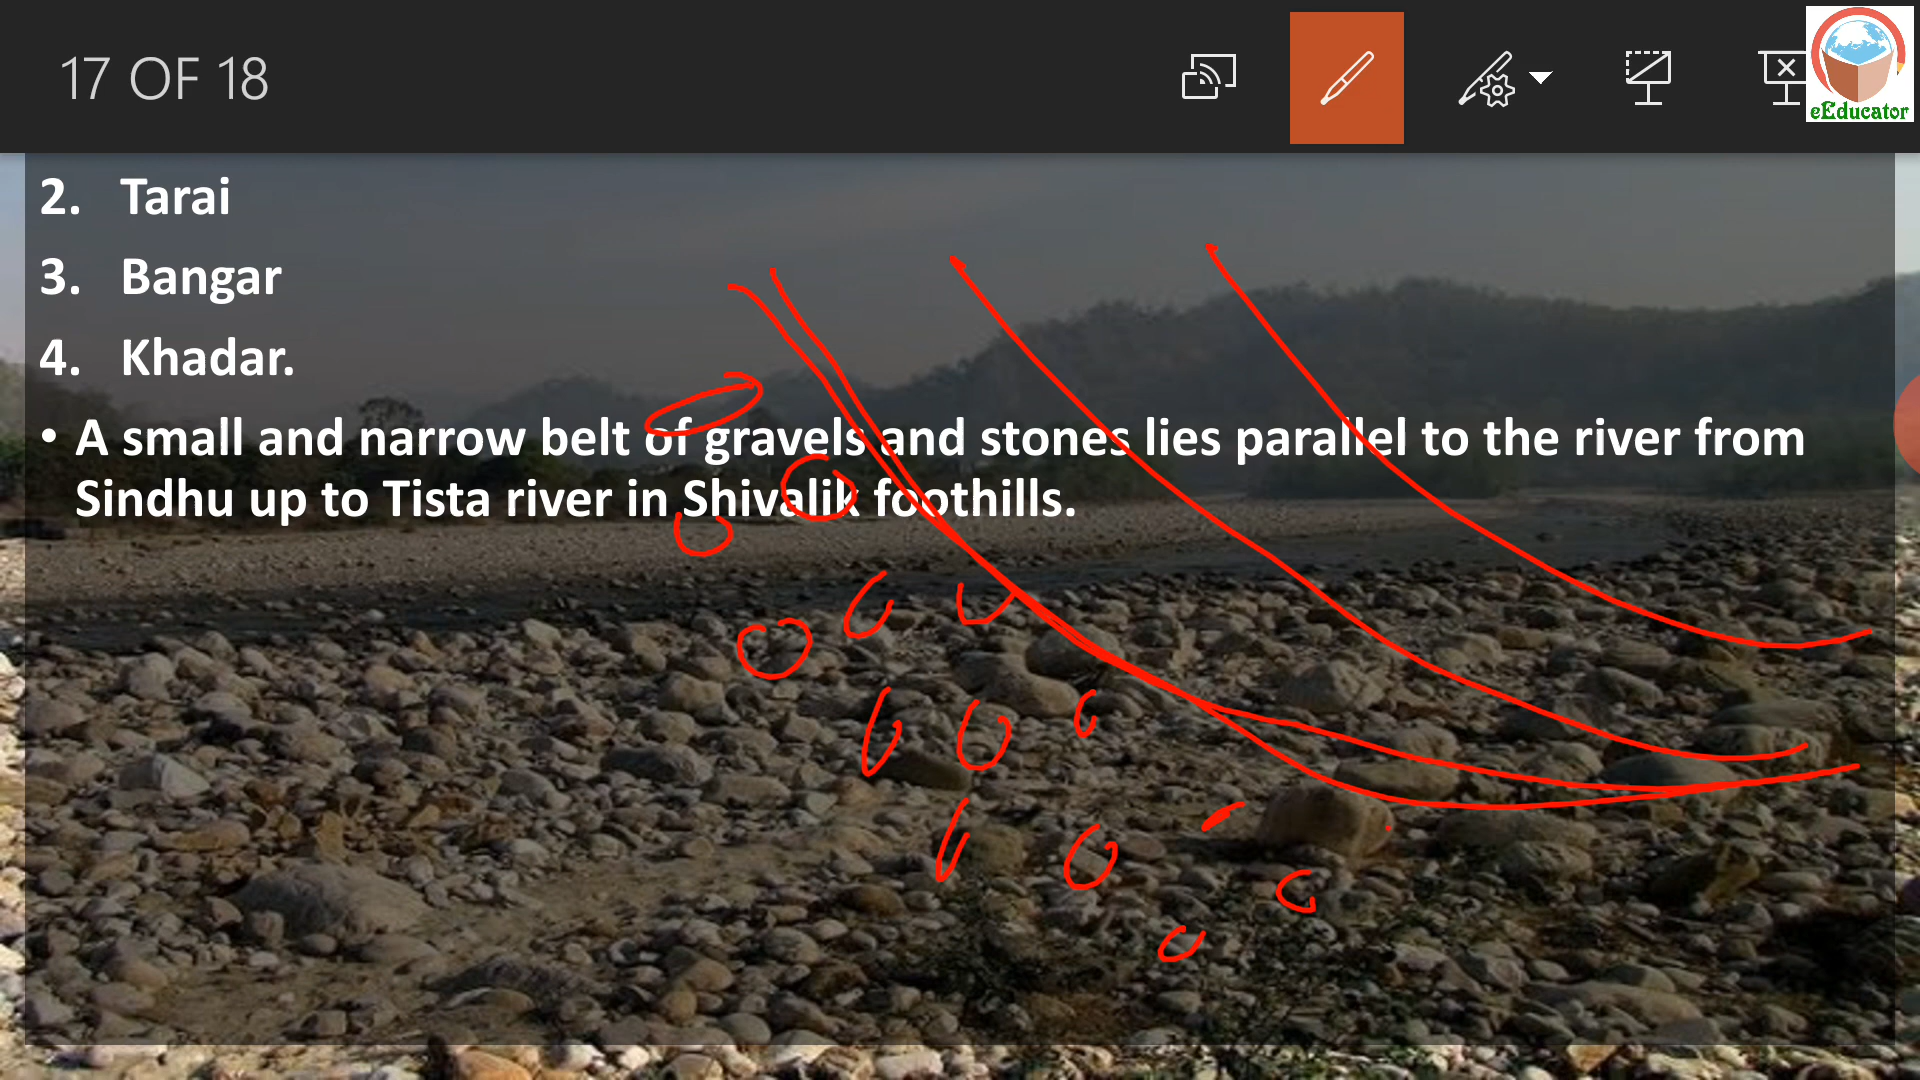 17 OF 18
eEducator
2. Tarai
3. Bangar
4. Khadar.
• A small and narrow belt of gravels and stones lies parallel to the river from
Sindhu up to Tista river in Shivalik foothills.